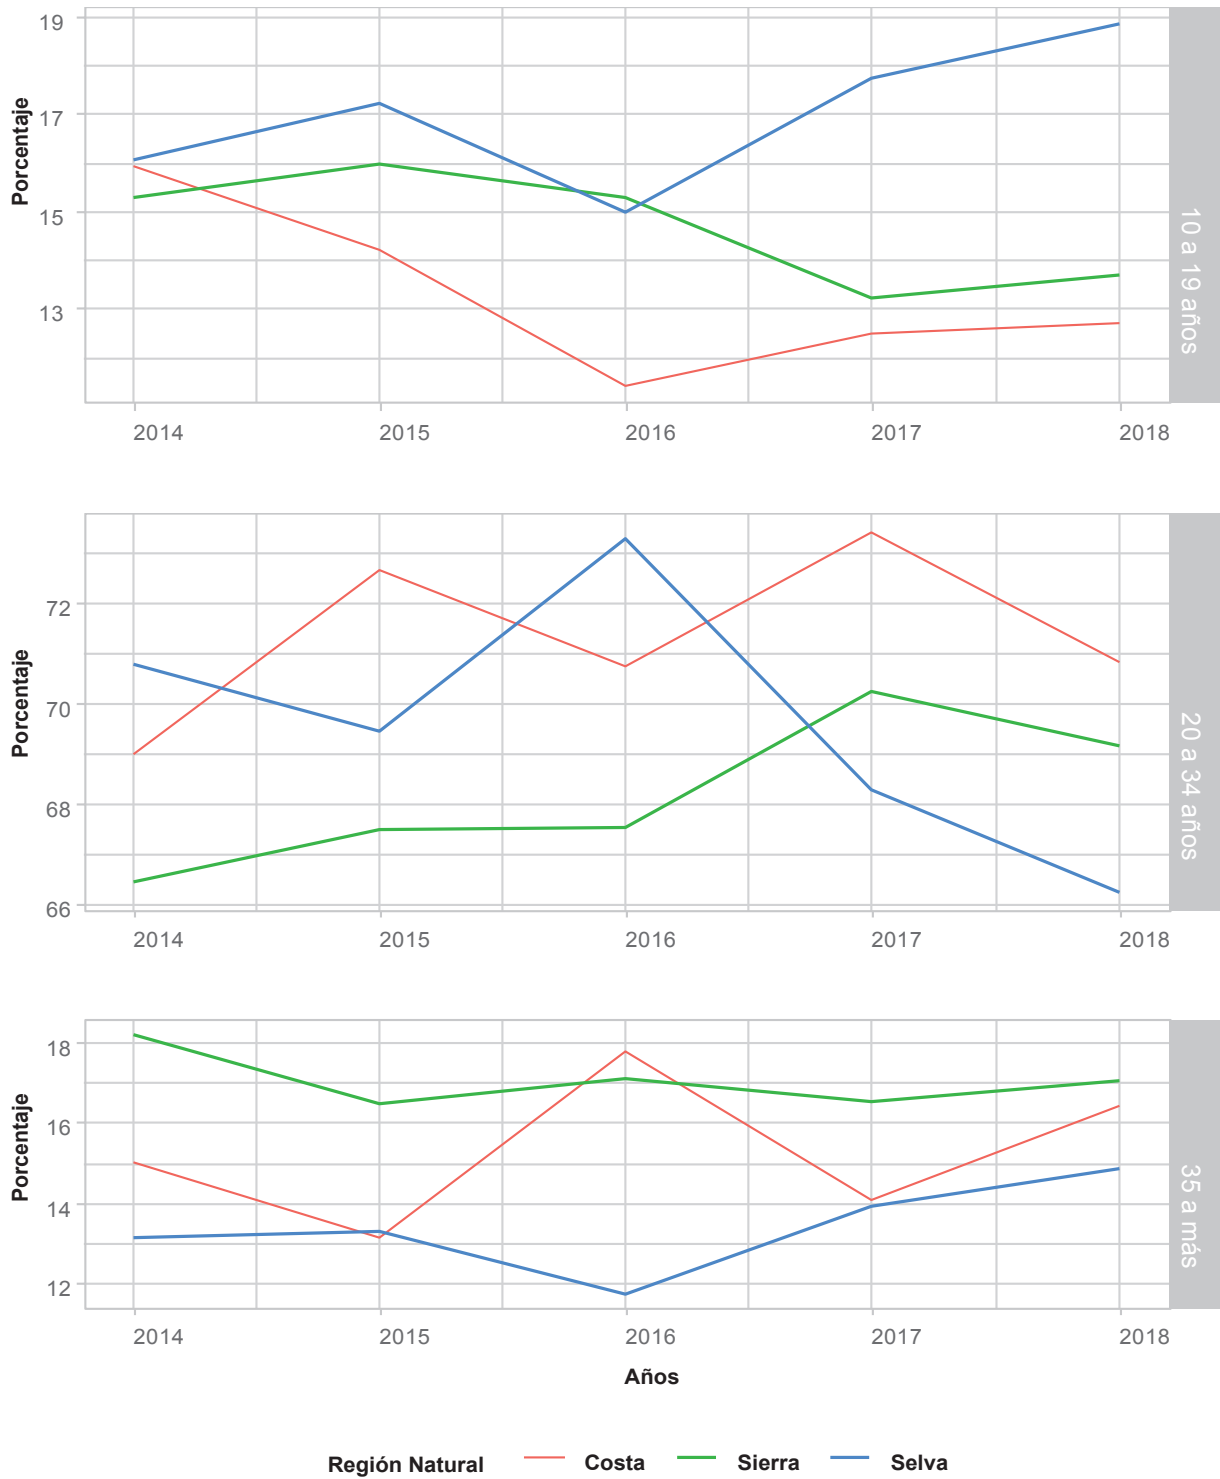 19
17
15
13
Porcentaje
10 a 19 años
2014 2015 2016 2017 2018
72
70
68
66
Porcentaje
20 a 34 años
2014 2015 2016 2017 2018
18
16
14
12
Porcentaje
35 a más
2014 2015 2016 2017 2018
Años
Región Natural Costa Sierra Selva